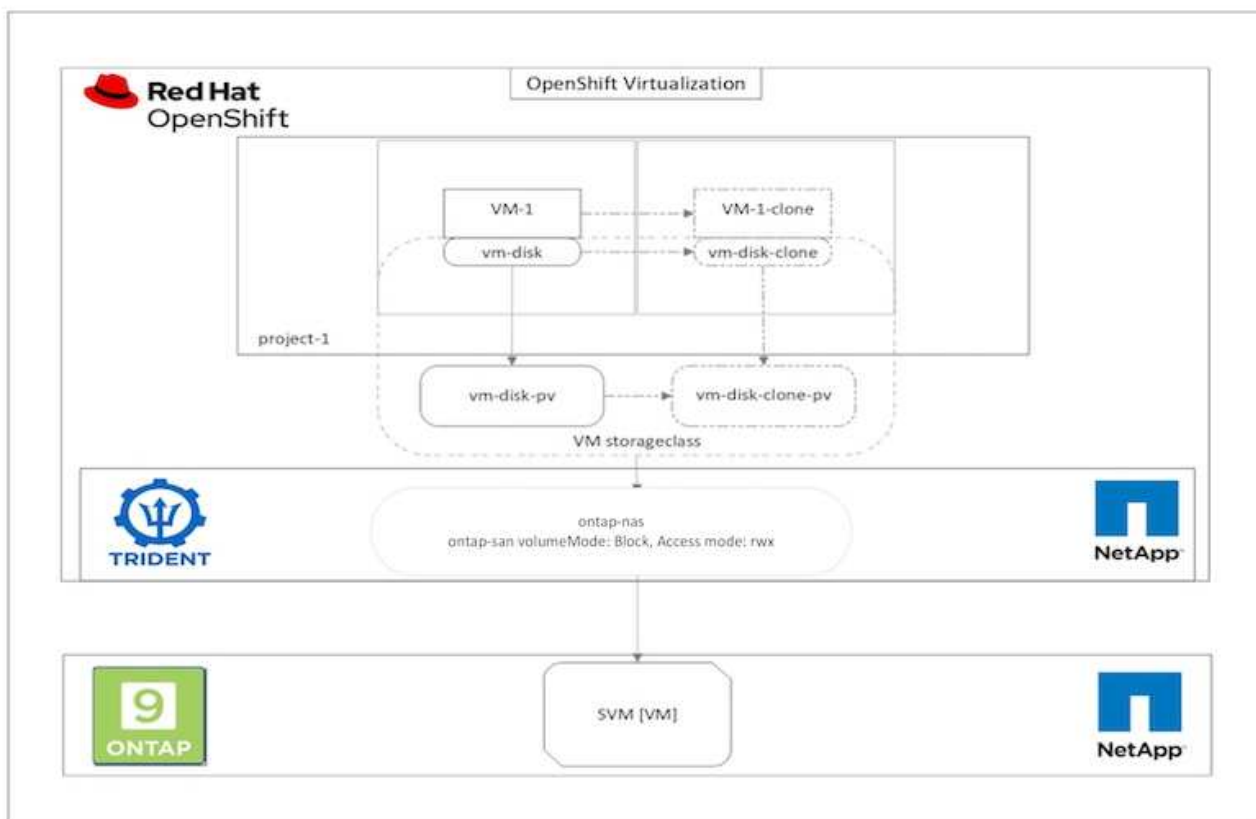 OpenShift Virtualization
Red Hat
OpenShift
VM-1
VM-1-clone
vm-disk
vm-disk-clone
project-1
vm-disk-pv
vm-disk-clone-pv
VM storageclass
TRIDENT
ontap-nas
ontap-san volumeMode: Block, Access mode: rwx
NetApp
9
ONTAP
SVM [VM]
NetApp